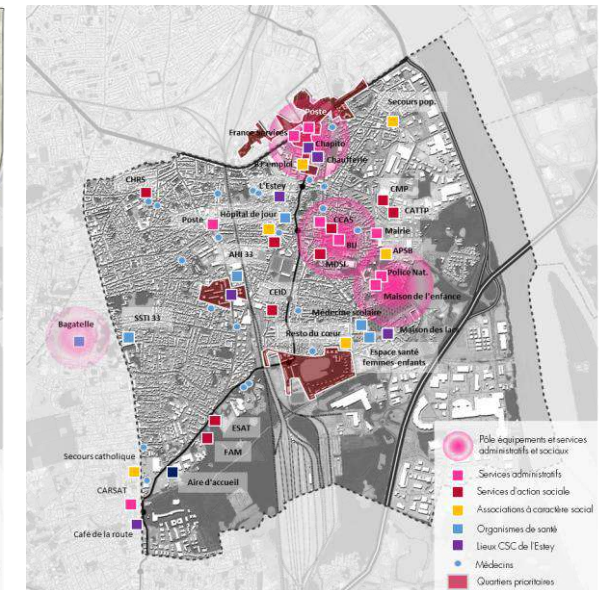 Poste
Secours pop.
France services
Chapito
emploi
Chaufferie
CHRS
L'Estey
CMP
CATTP
Poste
Hôpital de jour
CCAS
Mairie
BIJ
AHI 33
MDSI
APSB
Police Nat.
CEID
Maison de l'enfance
Médecine scolaire
Bagatelle
SSTI 33
Resto du cœur
Maison des
Espace santé
femmes-enfants
ESAT
FAM
Secours catholique
Aire d'accueil
CARSAT
Café de la route
Pôle équipements et services
administratifs et sociaux
Services administratifs
Services d'action sociale
Associations à caractère social
Organismes de santé
Lieux CSC de l'Estey
Médecins
Quartiers prioritaires